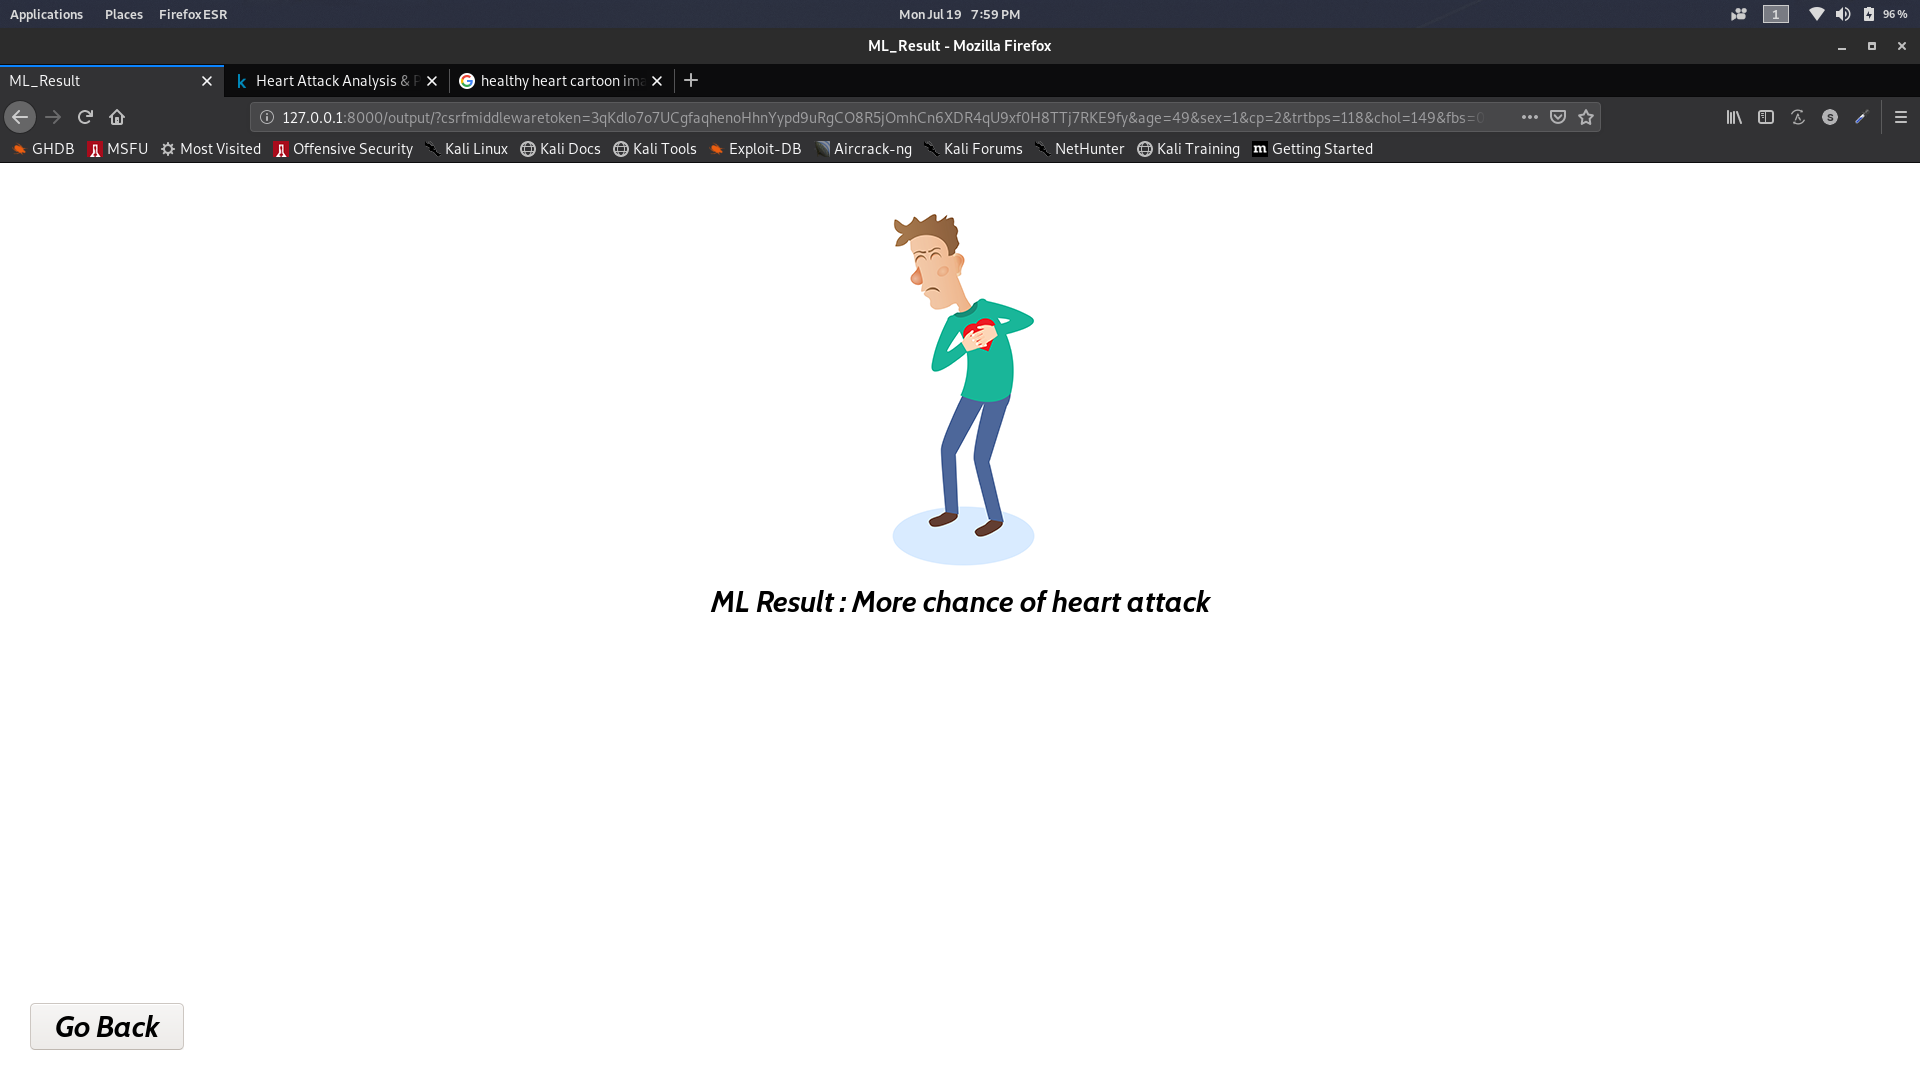 Applications Places Firefox ESR Mon Jul 19 7:59 PM 1 96 %
ML_Result - Mozilla Firefox
ML_Result Heart Attack Analysis & P healthy heart cartoon ima
127.0.0.1:8000/output/?csrfmiddlewaretoken=3qKdlo7o7UCgfaqhenoHhnYypd9uRgCO8R5jOmhCn6XDR4qU9xf0H8TTj7RKE9fy&age=49&sex=1&cp=2&trtbps=118&chol=149&fbs=0
GHDB MSFU Most Visited Offensive Security Kali Linux Kali Docs Kali Tools Exploit-DB Aircrack-ng Kali Forums NetHunter Kali Training Getting Started
ML Result : More chance of heart attack
Go Back